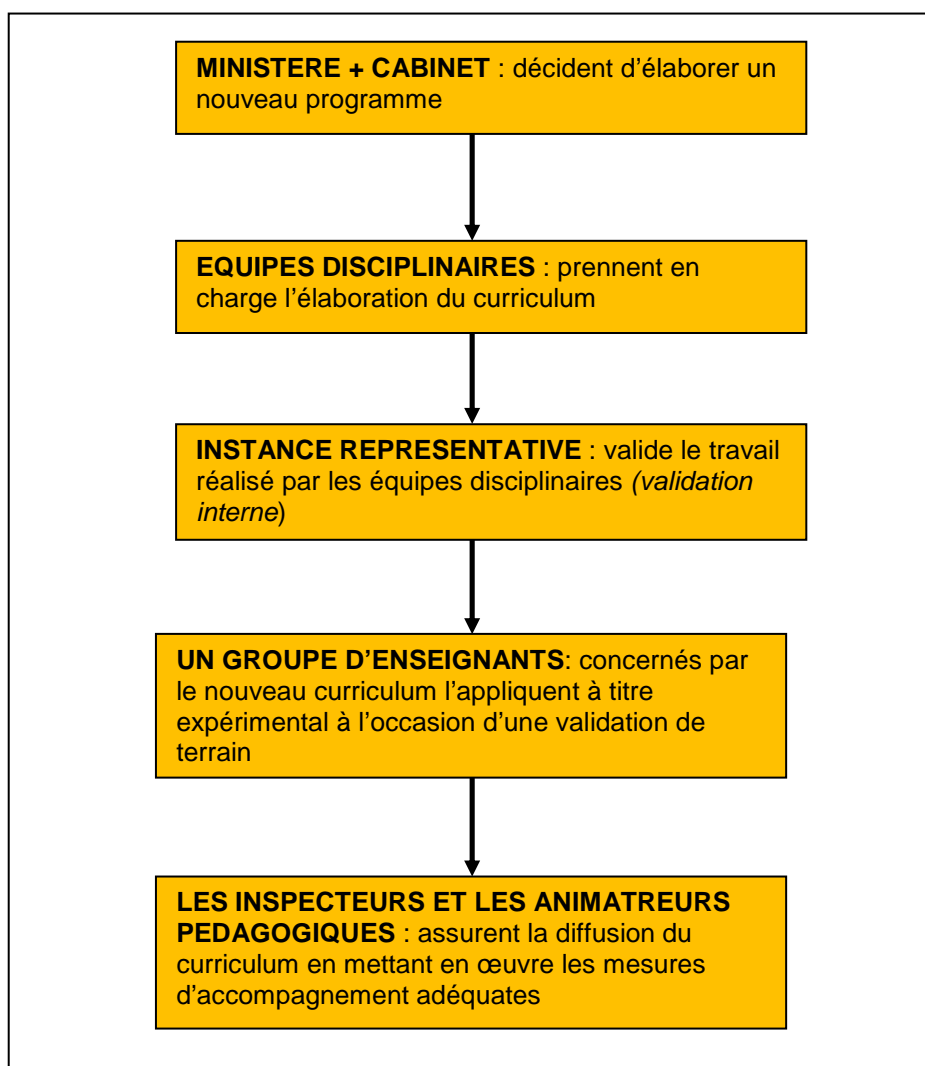 MINISTERE + CABINET : décident d’élaborer un
nouveau programme
EQUIPES DISCIPLINAIRES : prennent en
charge l’élaboration du curriculum
INSTANCE REPRESENTATIVE : valide le travail
réalisé par les équipes disciplinaires (validation
interne)
UN GROUPE D’ENSEIGNANTS: concernés par
le nouveau curriculum l’appliquent à titre
expérimental à l’occasion d’une validation de
terrain
LES INSPECTEURS ET LES ANIMATREURS
PEDAGOGIQUES : assurent la diffusion du
curriculum en mettant en œuvre les mesures
d’accompagnement adéquates